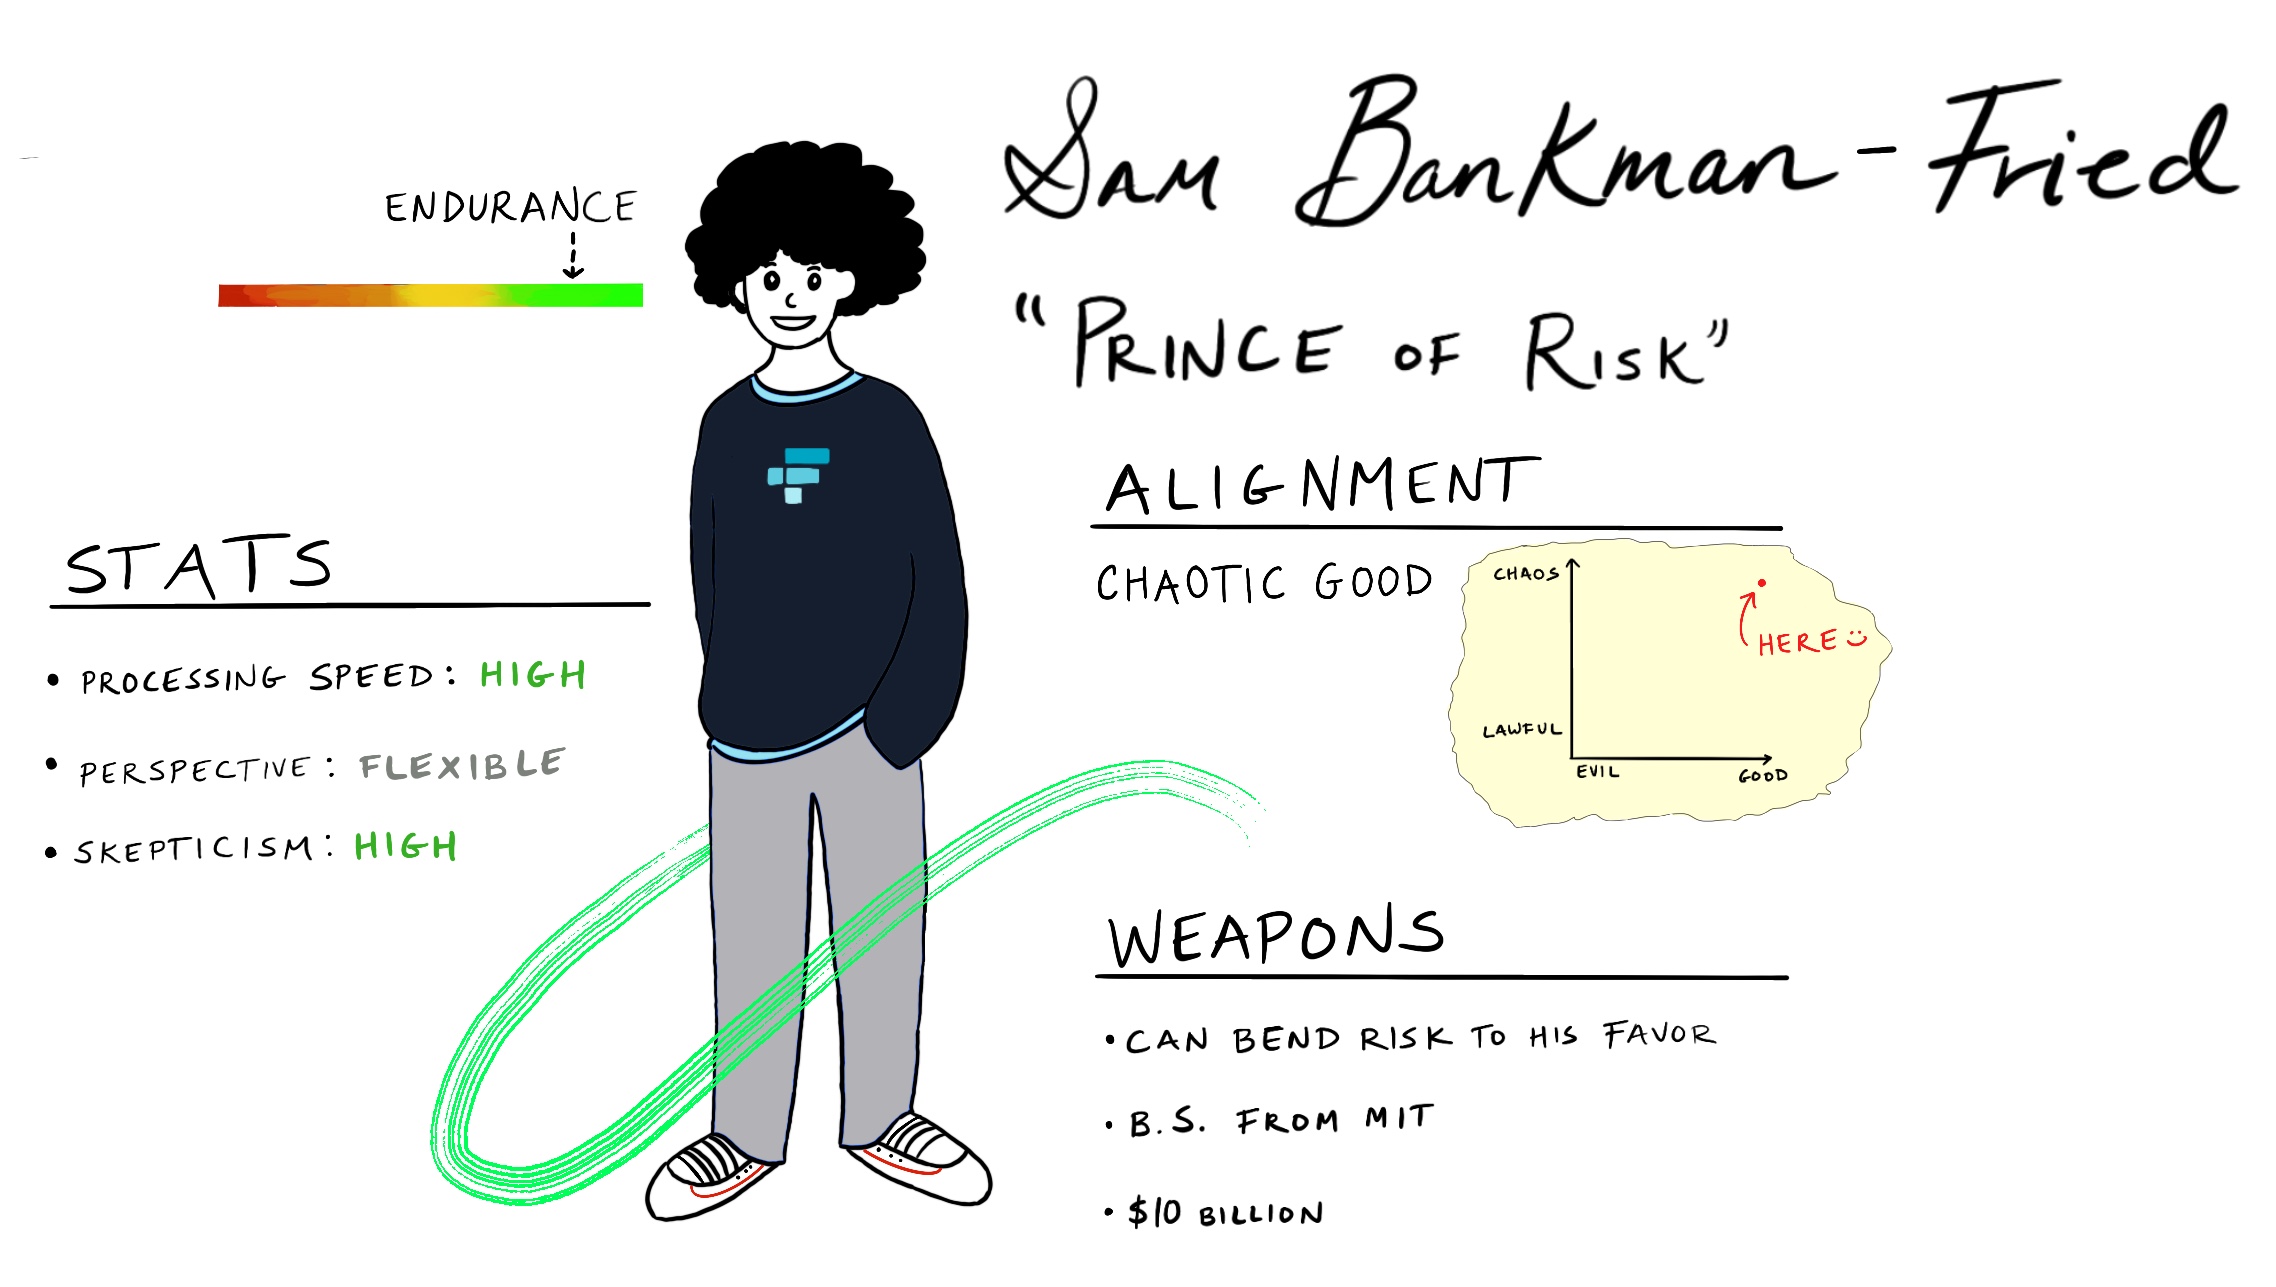 Sam Bankman-Fried
"PRINCE OF RISK"
ENDURANCE
STATS
• PROCESSING SPEED: HIGH
• PERSPECTIVE: FLEXIBLE
• SKEPTICISM: HIGH
ALIGNMENT
CHAOTIC GOOD
CHAOS
HERE
LAWFUL
EVIL
GOOD
WEAPONS
• CAN BEND RISK TO HIS FAVOR
• B.S. FROM MIT
• $10 BILLION